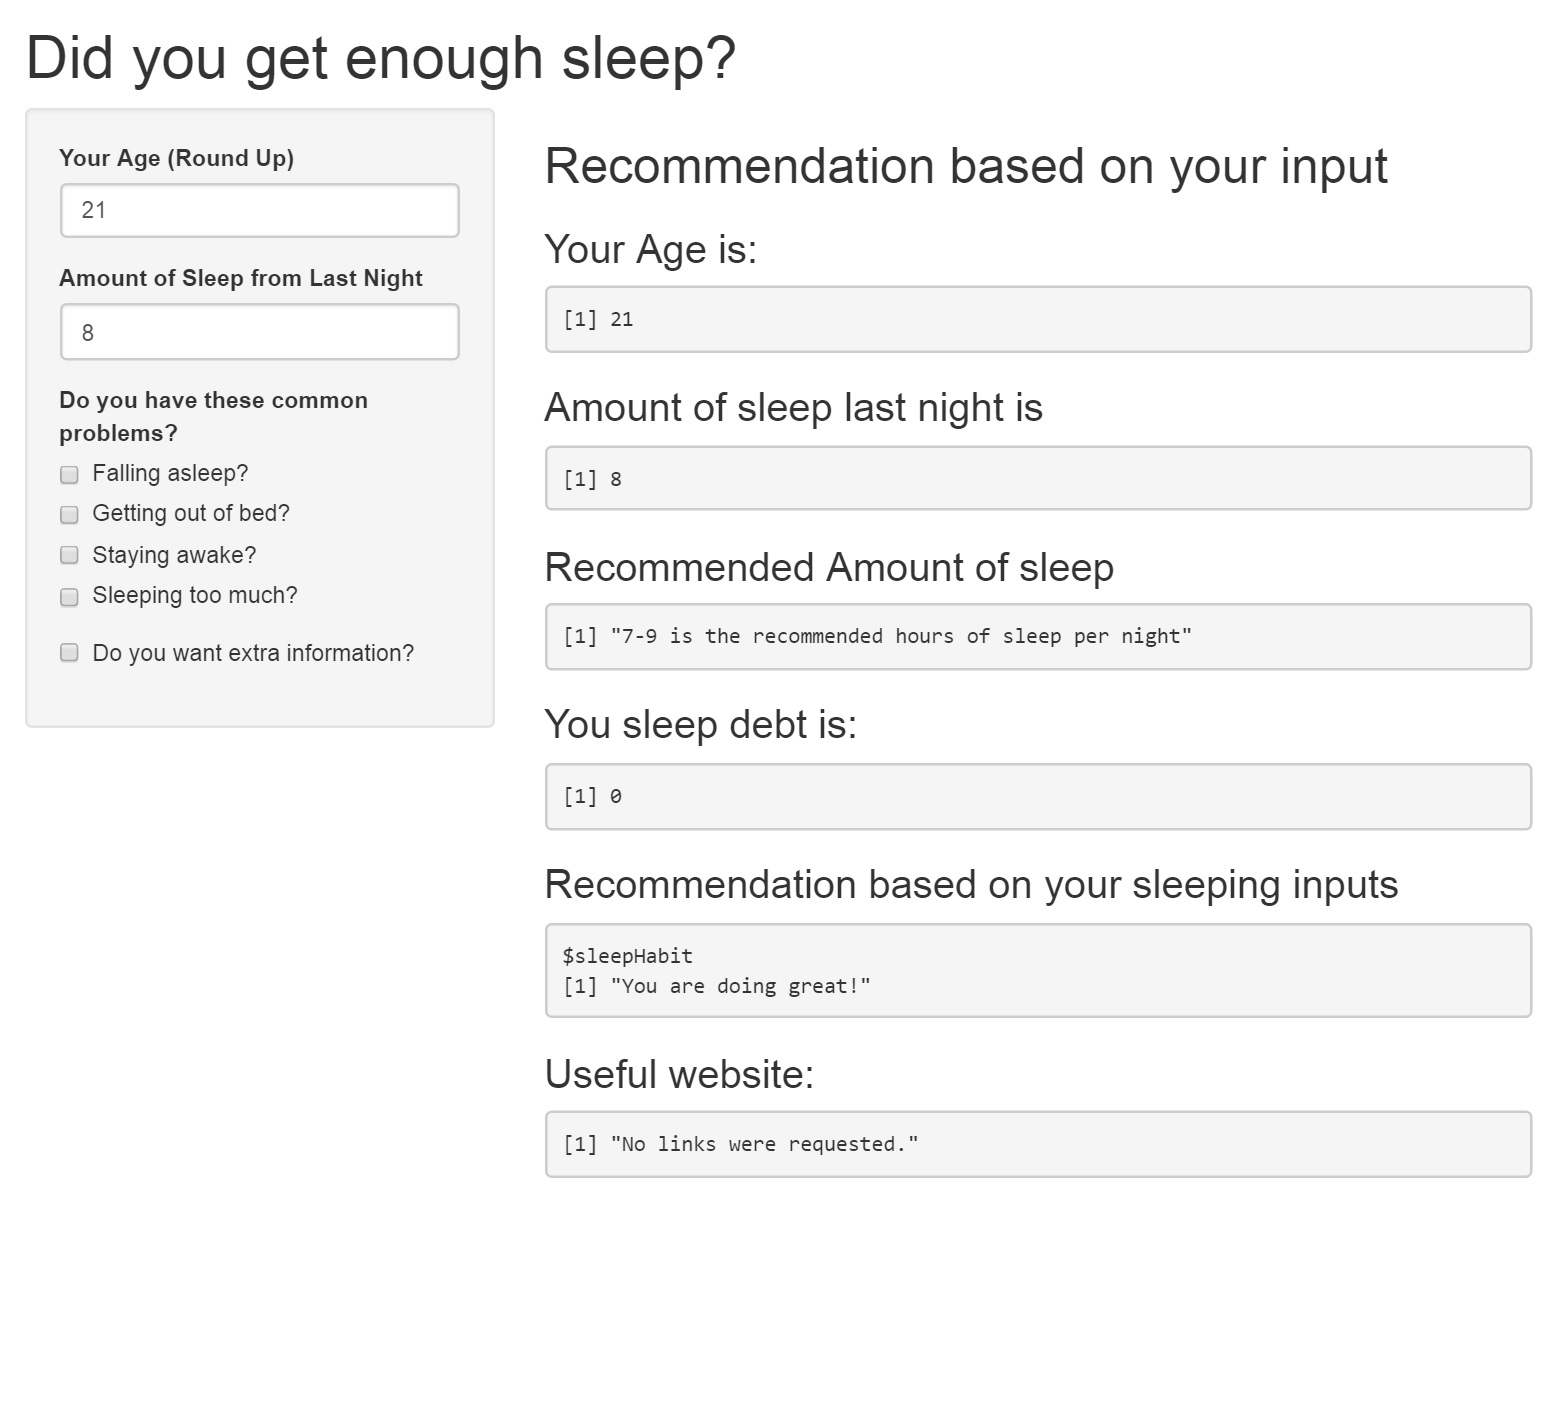 Did you get enough sleep?
Your Age (Round Up)
21
Amount of Sleep from Last Night
8
Do you have these common
problems?
Falling asleep?
Getting out of bed?
Staying awake?
Sleeping too much?
Do you want extra information?
Recommendation based on your input
Your Age is:
[1] 21
Amount of sleep last night is
[1] 8
Recommended Amount of sleep
[1] "7-9 is the recommended hours of sleep per night"
You sleep debt is:
[1] 0
Recommendation based on your sleeping inputs
$sleepHabit
[1] "You are doing great!"
Useful website:
[1] "No links were requested."